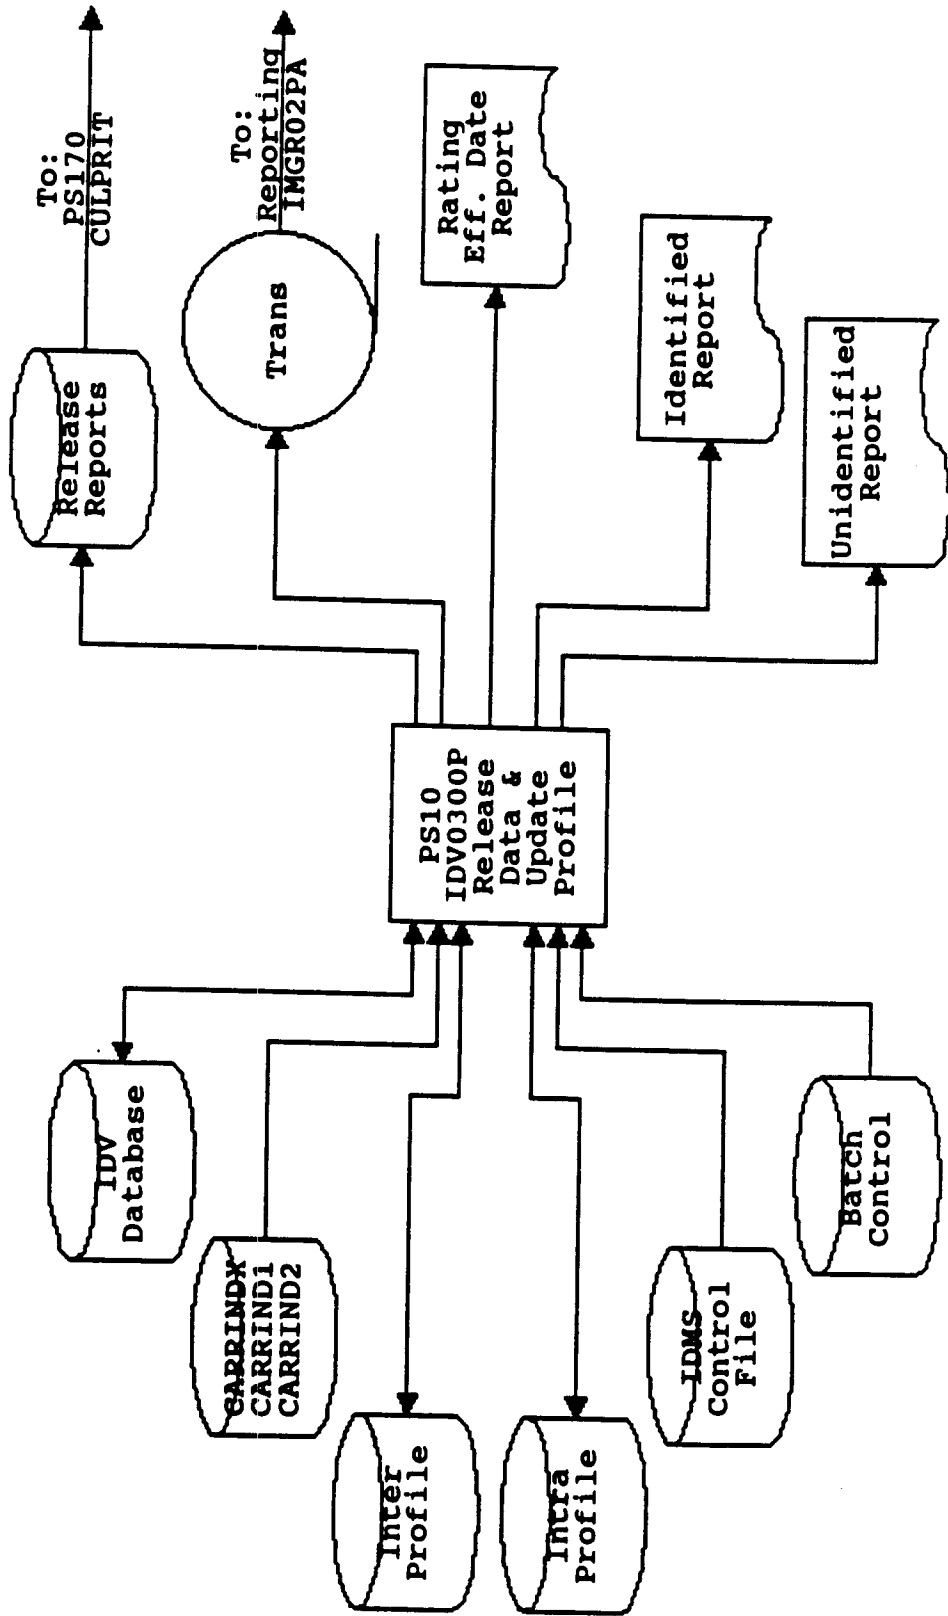 IDV
Database
CARRINDX
CARRIND1
CARRIND2
Inter
Profile
Intra
Profile
IDMS
Control
File
Batch
Control
PS10
IDV0300P
Release
Data &
Update
Profile
Release
Reports
To:
PS170
CULPRIT
Trans
To:
Reporting
IMGR02PA
Rating
Eff. Date
Report
Identified
Report
Unidentified
Report